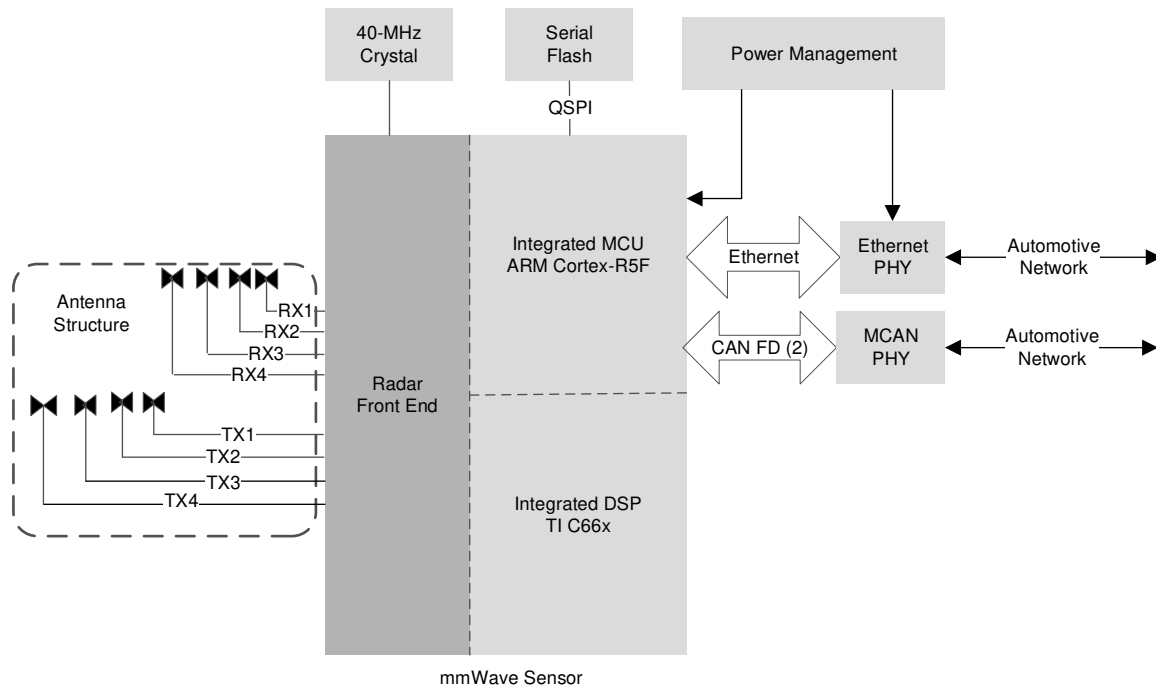 40-MHz
Crystal
Serial
Flash
Power Management
QSPI
Integrated MCU
ARM Cortex-R5F
Ethernet
Ethernet
PHY
Automotive
Network
Antenna
Structure
RX1
RX2
RX3
RX4
CAN FD (2)
MCAN
PHY
Automotive
Network
Radar
Front End
TX1
TX2
TX3
TX4
Integrated DSP
TI C66x
mmWave Sensor